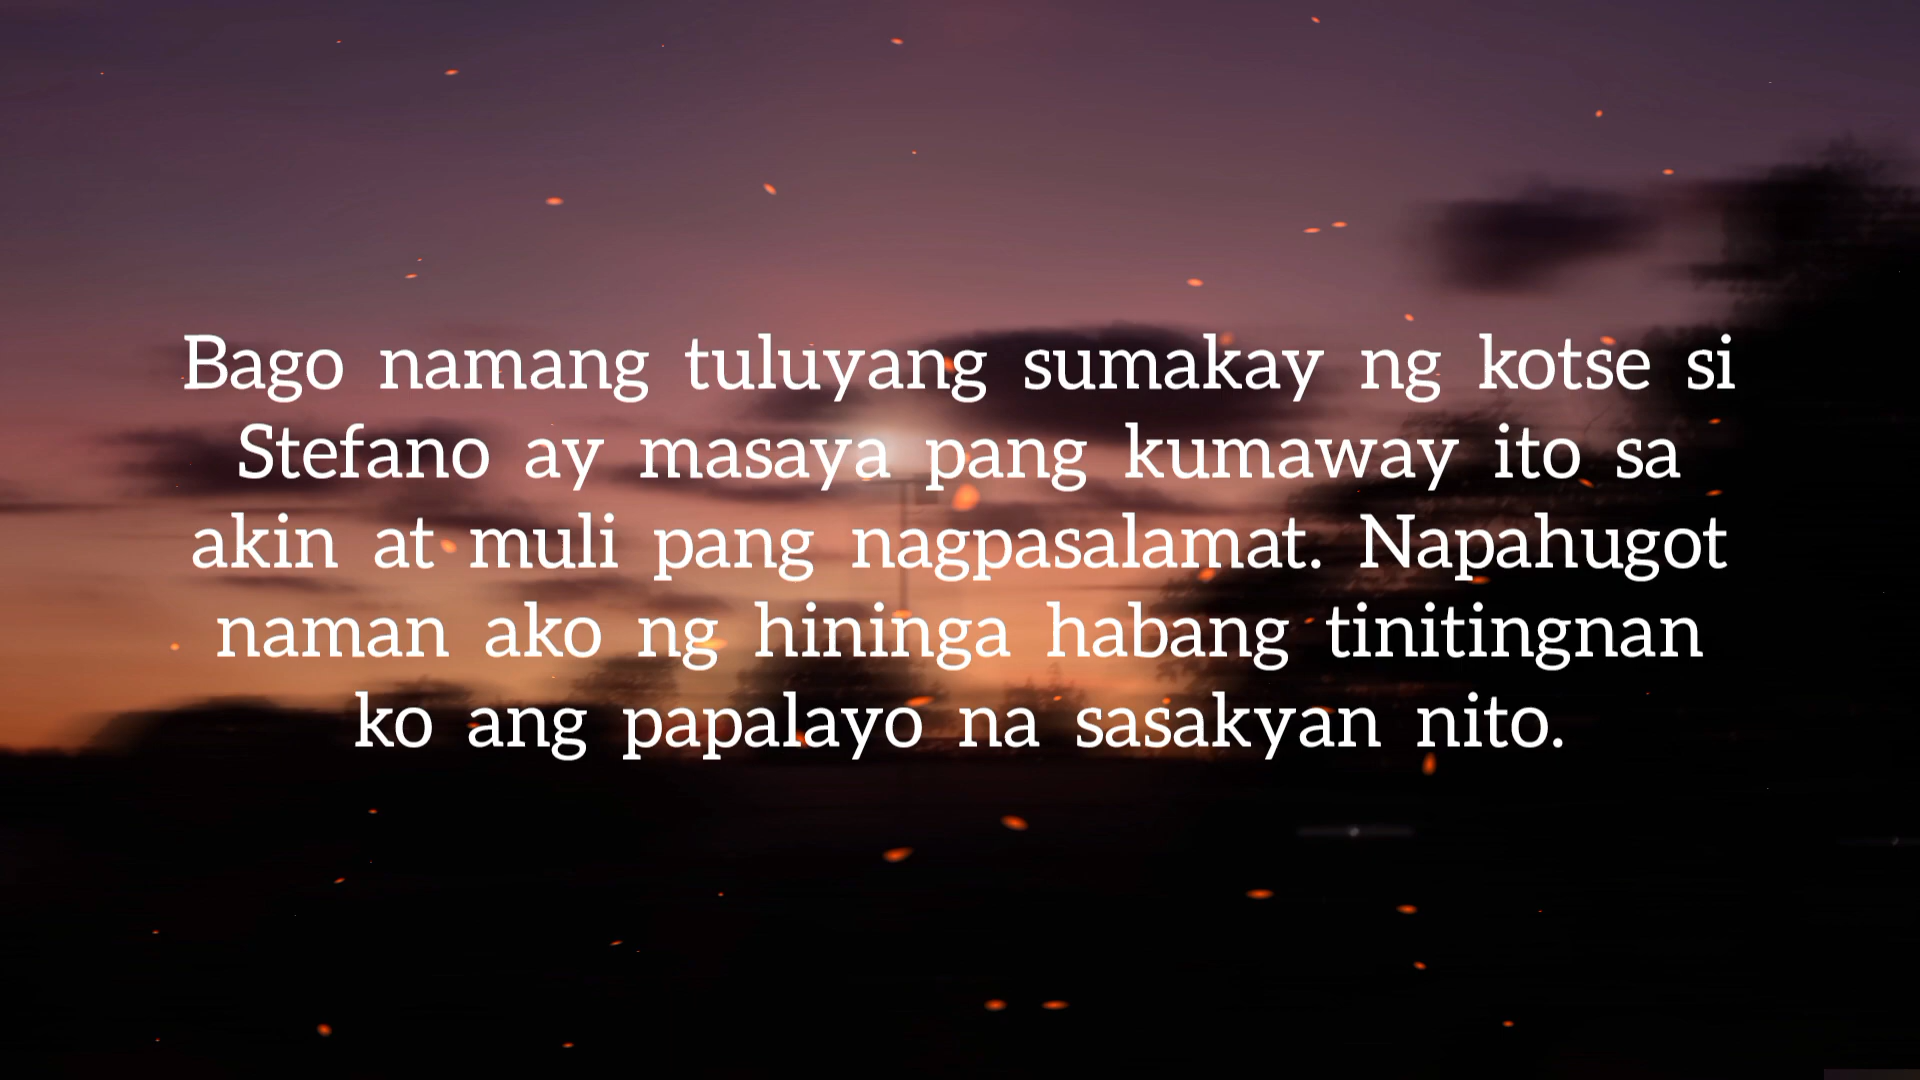 Bago namang tuluyang sumakay ng kotse si
Stefano ay masaya pang kumaway ito sa
akin at muli pang nagpasalamat. Napahugot
naman ako ng hininga habang tinitingnan
ko ang papalayo na sasakyan nito.